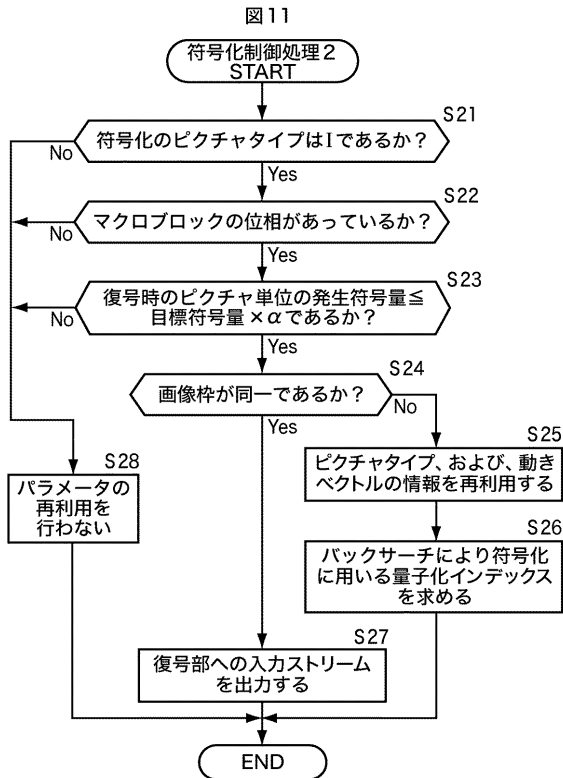 図11
符号化制御処理2
START
S21
符号化のピクチャタイプはIであるか？
No
Yes
S22
マクロブロックの位相があっているか？
No
Yes
S23
復号時のピクチャ単位の発生符号量≦
目標符号量×αであるか？
No
Yes
S24
画像枠が同一であるか？
No
Yes
S25
ピクチャタイプ、および、動き
ベクトルの情報を再利用する
S28
パラメータの
再利用を
行わない
S26
バックサーチにより符号化
に用いる量子化インデックス
を求める
S27
復号部への入力ストリーム
を出力する
END